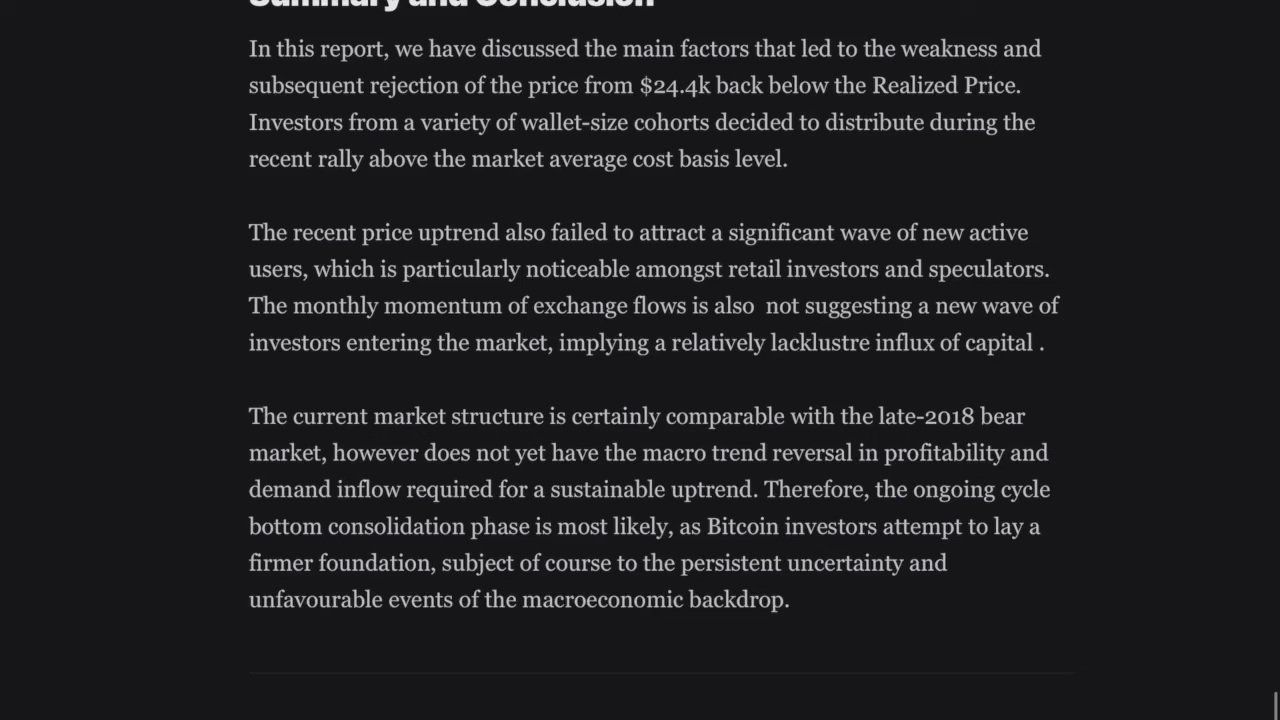 Summary and Conclusion
In this report, we have discussed the main factors that led to the weakness and
subsequent rejection of the price from $24.4k back below the Realized Price.
Investors from a variety of wallet-size cohorts decided to distribute during the
recent rally above the market average cost basis level.
The recent price uptrend also failed to attract a significant wave of new active
users, which is particularly noticeable amongst retail investors and speculators.
The monthly momentum of exchange flows is also  not suggesting a new wave of
investors entering the market, implying a relatively lacklustre influx of capital .
The current market structure is certainly comparable with the late-2018 bear
market, however does not yet have the macro trend reversal in profitability and
demand inflow required for a sustainable uptrend. Therefore, the ongoing cycle
bottom consolidation phase is most likely, as Bitcoin investors attempt to lay a
firmer foundation, subject of course to the persistent uncertainty and
unfavourable events of the macroeconomic backdrop.